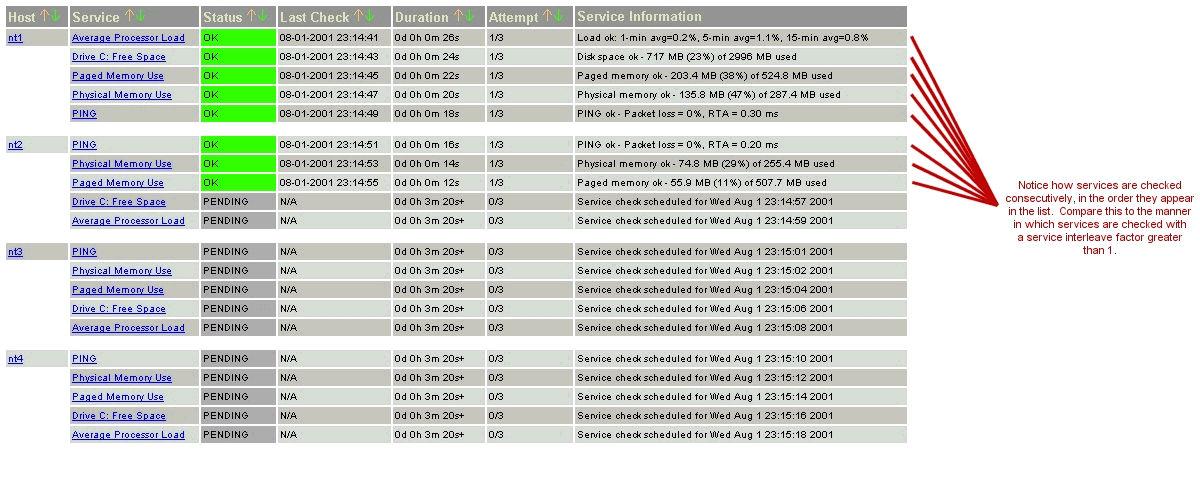 Host Service Status Last Check Duration Attempt Service Information
nt1 Average Processor Load OK 08-01-2001 23:14:41 0d 0h 0m 26s 1/3 Load ok: 1-min avg=0.2%, 5-min avg=1.1%, 15-min avg=0.8%
Drive C: Free Space OK 08-01-2001 23:14:43 0d 0h 0m 24s 1/3 Disk space ok - 717 MB (23%) of 2996 MB used
Paged Memory Use OK 08-01-2001 23:14:45 0d 0h 0m 22s 1/3 Paged memory ok - 203.4 MB (38%) of 524.8 MB used
Physical Memory Use OK 08-01-2001 23:14:47 0d 0h 0m 20s 1/3 Physical memory ok - 135.8 MB (47%) of 287.4 MB used
PING OK 08-01-2001 23:14:49 0d 0h 0m 18s 1/3 PING ok - Packet loss = 0%, RTA = 0.30 ms
nt2 PING OK 08-01-2001 23:14:51 0d 0h 0m 16s 1/3 PING ok - Packet loss = 0%, RTA = 0.20 ms
Physical Memory Use OK 08-01-2001 23:14:53 0d 0h 0m 14s 1/3 Physical memory ok - 74.8 MB (29%) of 255.4 MB used
Paged Memory Use OK 08-01-2001 23:14:55 0d 0h 0m 12s 1/3 Paged memory ok - 55.9 MB (11%) of 507.7 MB used
Drive C: Free Space PENDING N/A 0d 0h 3m 20s+ 0/3 Service check scheduled for Wed Aug 1 23:14:57 2001
Average Processor Load PENDING N/A 0d 0h 3m 20s+ 0/3 Service check scheduled for Wed Aug 1 23:14:59 2001
nt3 PING PENDING N/A 0d 0h 3m 20s+ 0/3 Service check scheduled for Wed Aug 1 23:15:01 2001
Physical Memory Use PENDING N/A 0d 0h 3m 20s+ 0/3 Service check scheduled for Wed Aug 1 23:15:02 2001
Paged Memory Use PENDING N/A 0d 0h 3m 20s+ 0/3 Service check scheduled for Wed Aug 1 23:15:04 2001
Drive C: Free Space PENDING N/A 0d 0h 3m 20s+ 0/3 Service check scheduled for Wed Aug 1 23:15:06 2001
Average Processor Load PENDING N/A 0d 0h 3m 20s+ 0/3 Service check scheduled for Wed Aug 1 23:15:08 2001
nt4 PING PENDING N/A 0d 0h 3m 20s+ 0/3 Service check scheduled for Wed Aug 1 23:15:10 2001
Physical Memory Use PENDING N/A 0d 0h 3m 20s+ 0/3 Service check scheduled for Wed Aug 1 23:15:12 2001
Paged Memory Use PENDING N/A 0d 0h 3m 20s+ 0/3 Service check scheduled for Wed Aug 1 23:15:14 2001
Drive C: Free Space PENDING N/A 0d 0h 3m 20s+ 0/3 Service check scheduled for Wed Aug 1 23:15:16 2001
Average Processor Load PENDING N/A 0d 0h 3m 20s+ 0/3 Service check scheduled for Wed Aug 1 23:15:18 2001
Notice how services are checked
consecutively, in the order they appear
in the list. Compare this to the manner
in which services are checked with
a service interleave factor greater
than 1.